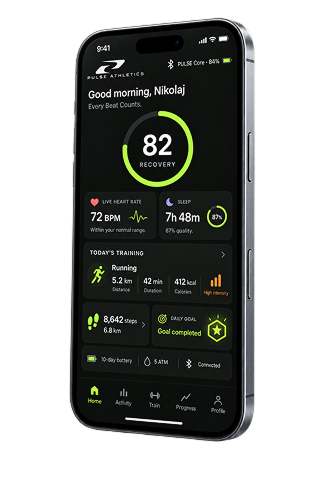 9:41
PULSE ATHLETICS
PULSE Core • 84%
Good morning, Nikolaj
Every Beat Counts.
82
RECOVERY
LIVE HEART RATE
72 BPM
Within your normal range.
SLEEP
7h 48m
87% quality.
87%
TODAY'S TRAINING
Running
5.2 km
Distance
42 min
Duration
412 kcal
Calories
High intensity
8,642 steps
6.8 km
DAILY GOAL
Goal completed
10-day battery
5 ATM
Connected
Home
Activity
Train
Progress
Profile